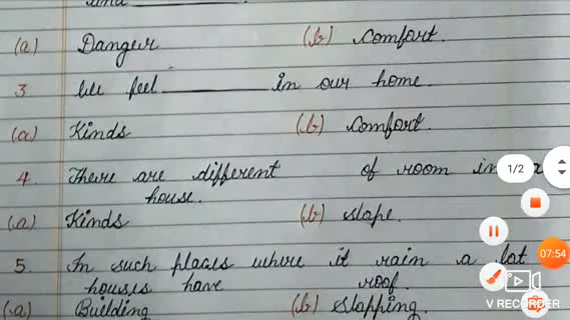 and ________.
(a) Danger (b) comfort.
3 We feel ________ in our home.
(a) Kinds (b) comfort.
4. There are different of room in a
house.
(a) Kinds (b) slope.
5. In such places where it rain a lot
houses have roof.
(a) Building (b) slopping.
1/2
07:54
V RECORDER